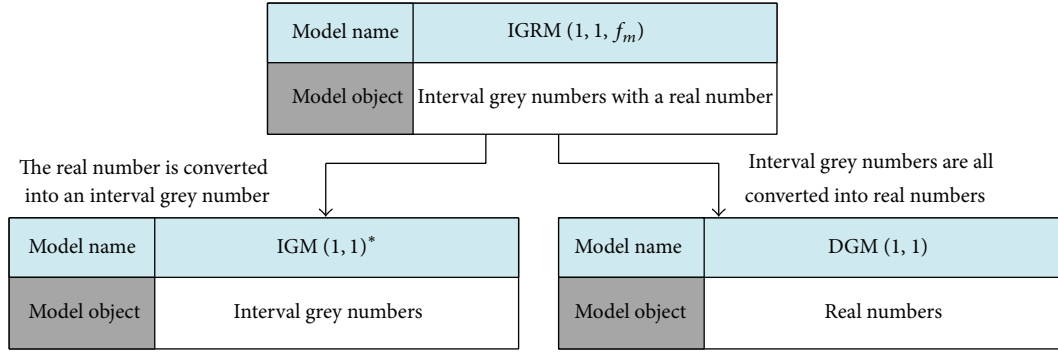 Model name
IGRM (1, 1, fm)
Model object
Interval grey numbers with a real number
The real number is converted
into an interval grey number
Interval grey numbers are all
converted into real numbers
Model name
IGM (1, 1)*
Model object
Interval grey numbers
Model name
DGM (1, 1)
Model object
Real numbers